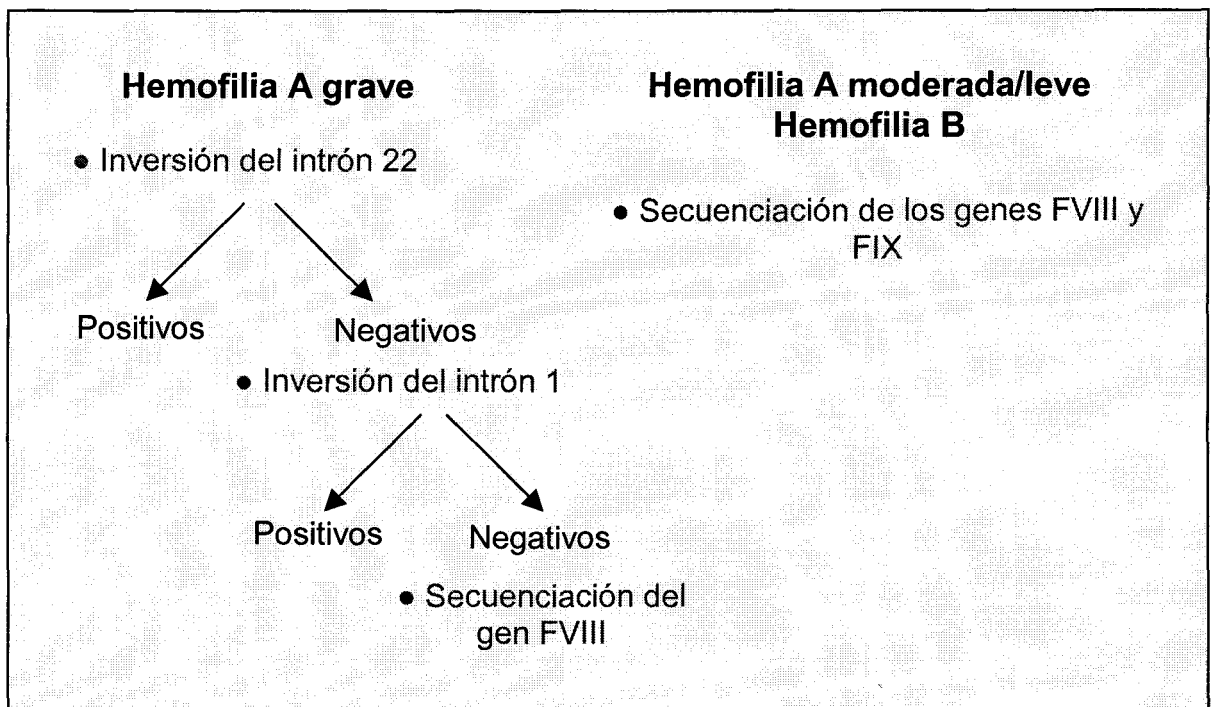 Hemofilia A grave
● Inversión del intrón 22
Positivos
Negativos
● Inversión del intrón 1
Positivos
Negativos
● Secuenciación del
gen FVIII
Hemofilia A moderada/leve
Hemofilia B
● Secuenciación de los genes FVIII y
FIX